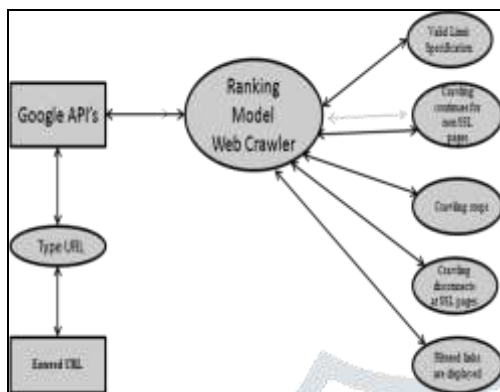 Valid Limit
Specification
Ranking
Model
Web Crawler
Google API's
Crawling
continues for
non SSL
pages
Crawling stops
Type URL
Crawling
disconnects
at SSL pages
Entered URL
Filtered links
are displayed